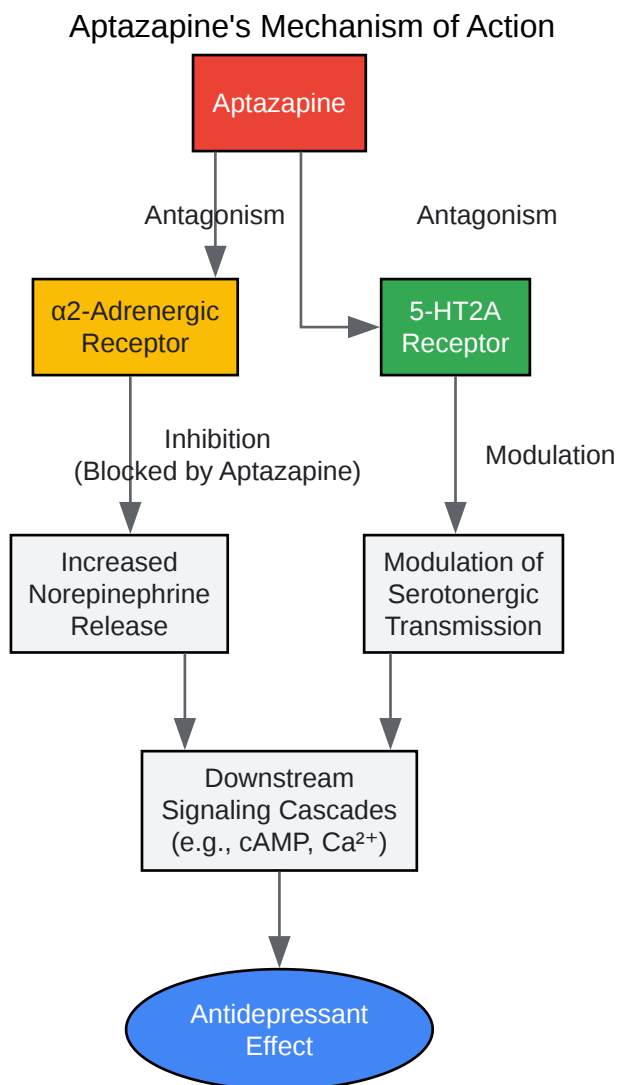 Aptazapine's Mechanism of Action
Aptazapine
Antagonism
Antagonism
α2-Adrenergic
Receptor
5-HT2A
Receptor
Inhibition
(Blocked by Aptazapine)
Modulation
Increased
Norepinephrine
Release
Modulation of
Serotonergic
Transmission
Downstream
Signaling Cascades
(e.g., cAMP, Ca²⁺)
Antidepressant
Effect